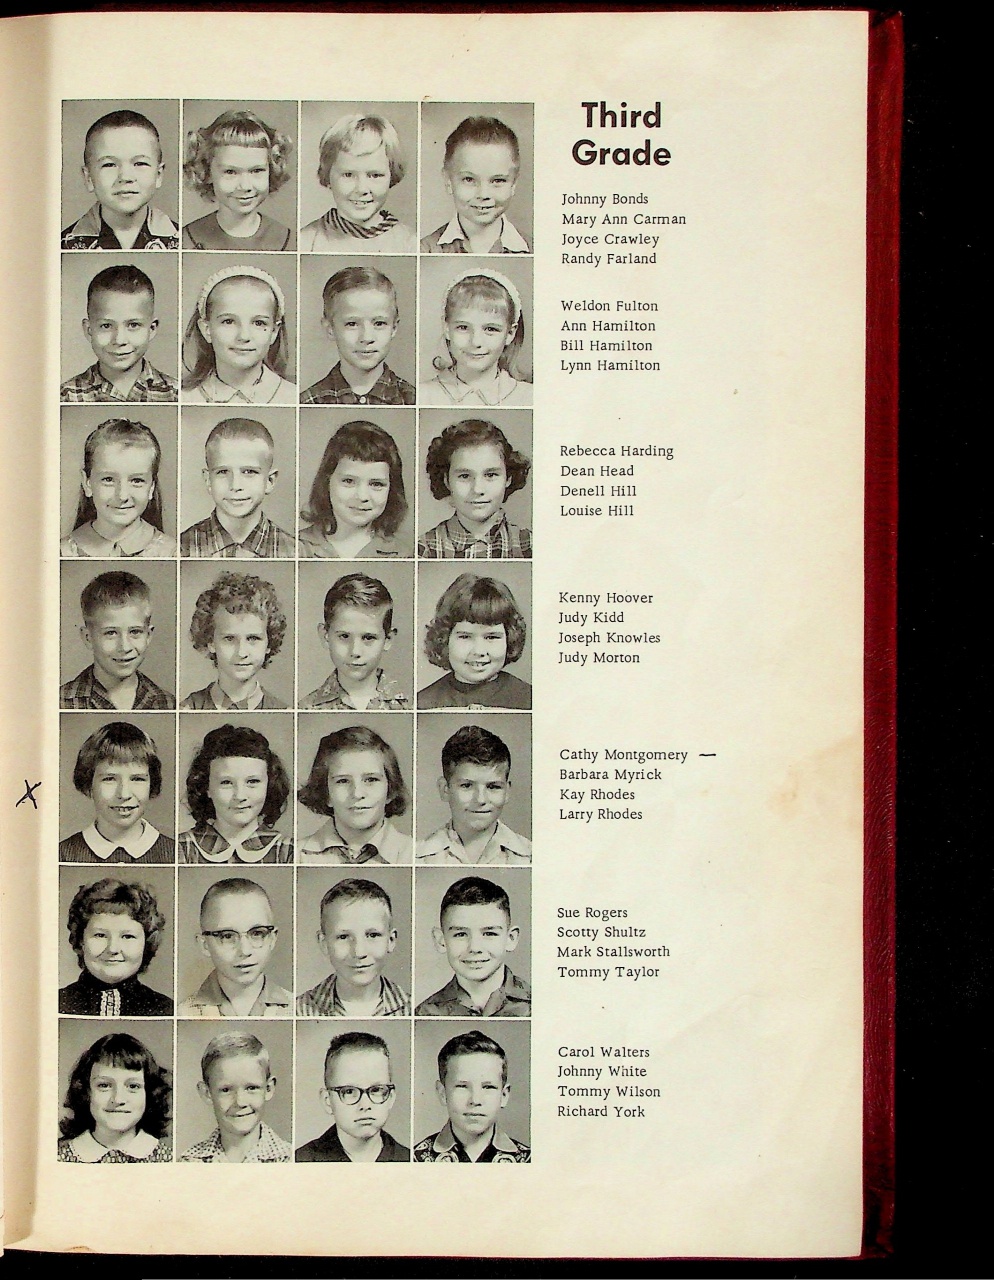 Third
Grade
Johnny Bonds
Mary Ann Carman
Joyce Crawley
Randy Farland
Weldon Fulton
Ann Hamilton
Bill Hamilton
Lynn Hamilton
Rebecca Harding
Dean Head
Denell Hill
Louise Hill
Kenny Hoover
Judy Kidd
Joseph Knowles
Judy Morton
Cathy Montgomery —
Barbara Myrick
X
Kay Rhodes
Larry Rhodes
Sue Rogers
Scotty Shultz
Mark Stallsworth
Tommy Taylor
Carol Walters
Johnny White
Tommy Wilson
Richard York